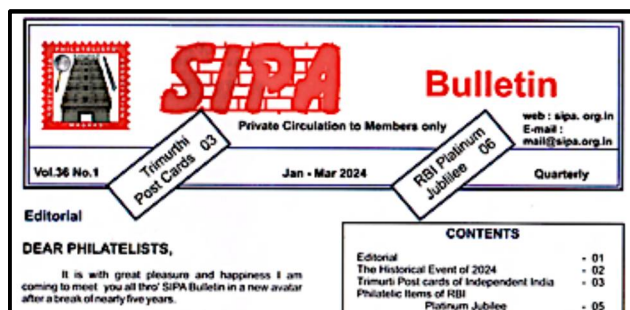 PHILATELISTS
SIPA
Bulletin
Private Circulation to Members only
web : sipa. org.in
E-mail :
mail@sipa.org.in
Trimurthi
Post Cards 03
RBI Platinum
Jubliiee 06
Vol.36 No.1
Jan - Mar 2024
Quarterly
Editorial
DEAR PHILATELISTS,
It is with great pleasure and happiness I am
coming to meet you all thro' SIPA Bulletin in a new avatar
after a break of nearly five years.
CONTENTS
Editorial - 01
The Historical Event of 2024 - 02
Trimurti Post cards of Independent India - 03
Philatelic Items of RBI
Platinum Jubilee - 05